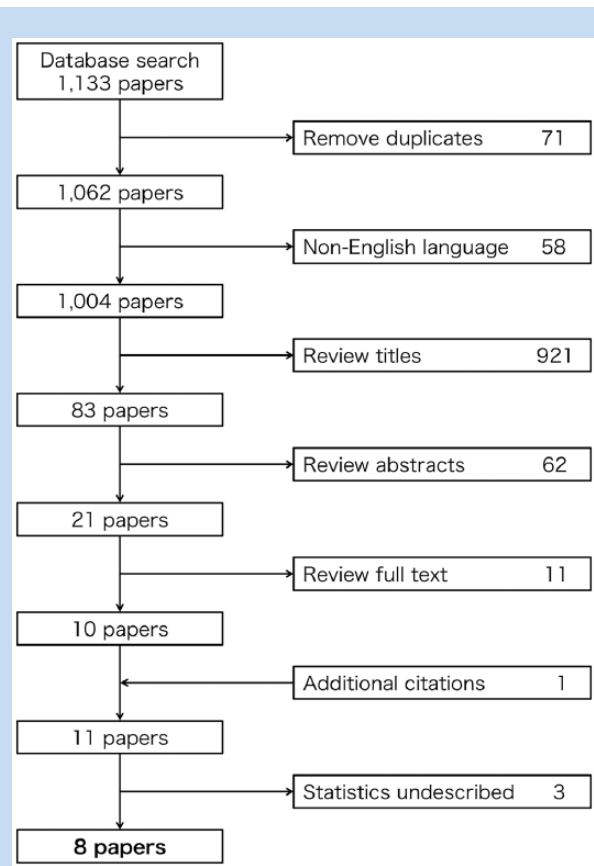 Database search
1,133 papers
Remove duplicates 71
1,062 papers
Non-English language 58
1,004 papers
Review titles 921
83 papers
Review abstracts 62
21 papers
Review full text 11
10 papers
Additional citations 1
11 papers
Statistics undescribed 3
8 papers